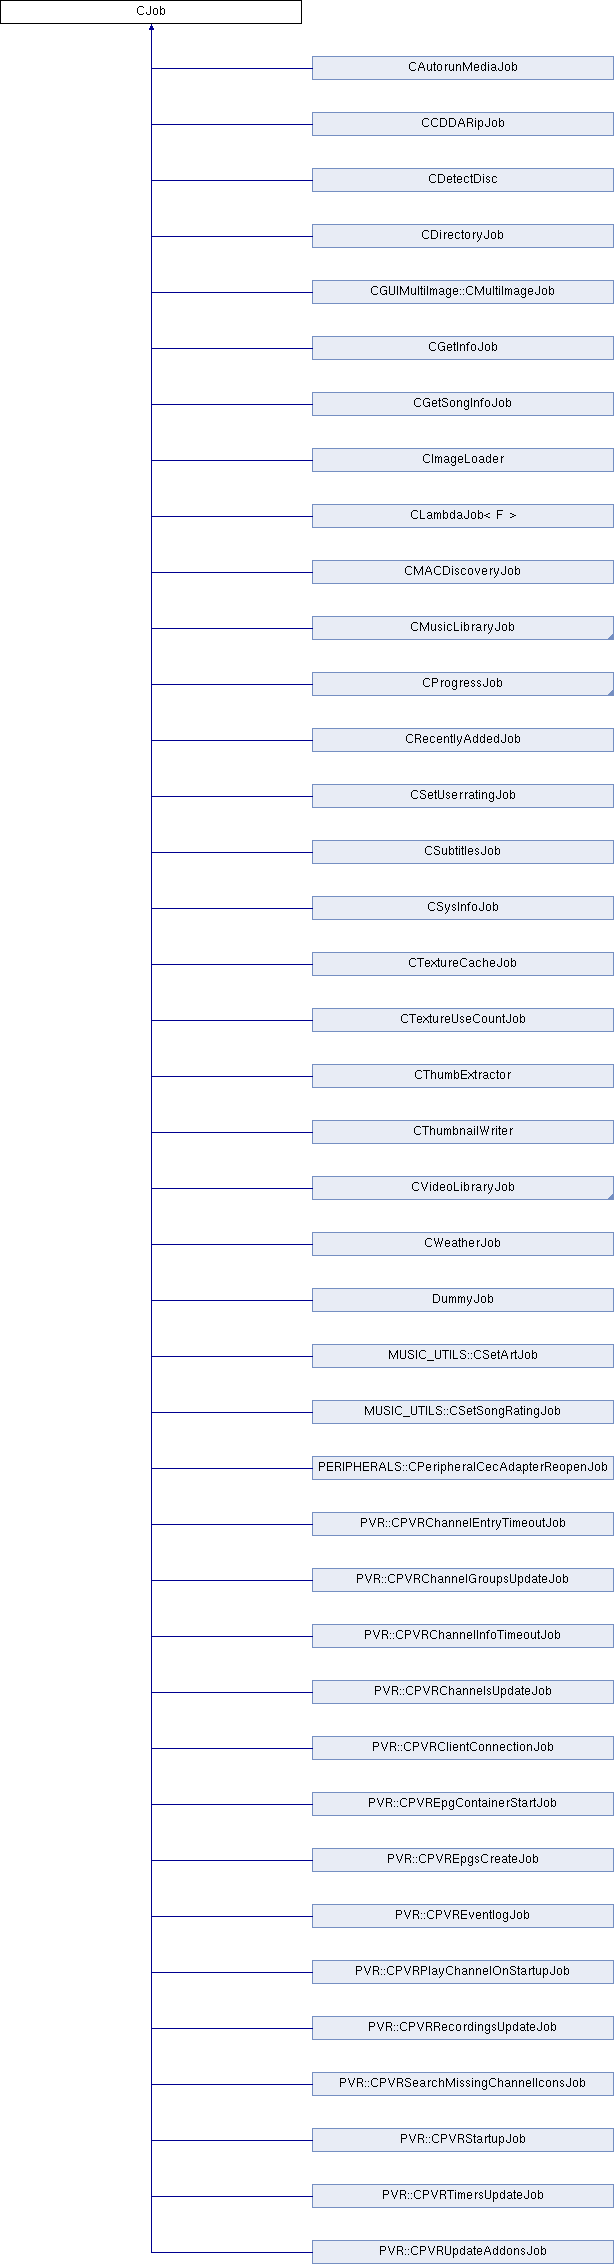 CJob
CAutorunMediaJob
CCDDARipJob
CDetectDisc
CDirectoryJob
CGUIMultiImage::CMultiImageJob
CGetInfoJob
CGetSongInfoJob
CImageLoader
CLambdaJob< F >
CMACDiscoveryJob
CMusicLibraryJob
CProgressJob
CRecentlyAddedJob
CSetUserratingJob
CSubtitlesJob
CSysInfoJob
CTextureCacheJob
CTextureUseCountJob
CThumbExtractor
CThumbnailWriter
CVideoLibraryJob
CWeatherJob
DummyJob
MUSIC_UTILS::CSetArtJob
MUSIC_UTILS::CSetSongRatingJob
PERIPHERALS::CPeripheralCecAdapterReopenJob
PVR::CPVRChannelEntryTimeoutJob
PVR::CPVRChannelGroupsUpdateJob
PVR::CPVRChannelInfoTimeoutJob
PVR::CPVRChannelsUpdateJob
PVR::CPVRClientConnectionJob
PVR::CPVREpgContainerStartJob
PVR::CPVREpgsCreateJob
PVR::CPVREventlogJob
PVR::CPVRPlayChannelOnStartupJob
PVR::CPVRRecordingsUpdateJob
PVR::CPVRSearchMissingChannelIconsJob
PVR::CPVRStartupJob
PVR::CPVRTimersUpdateJob
PVR::CPVRUpdateAddonsJob